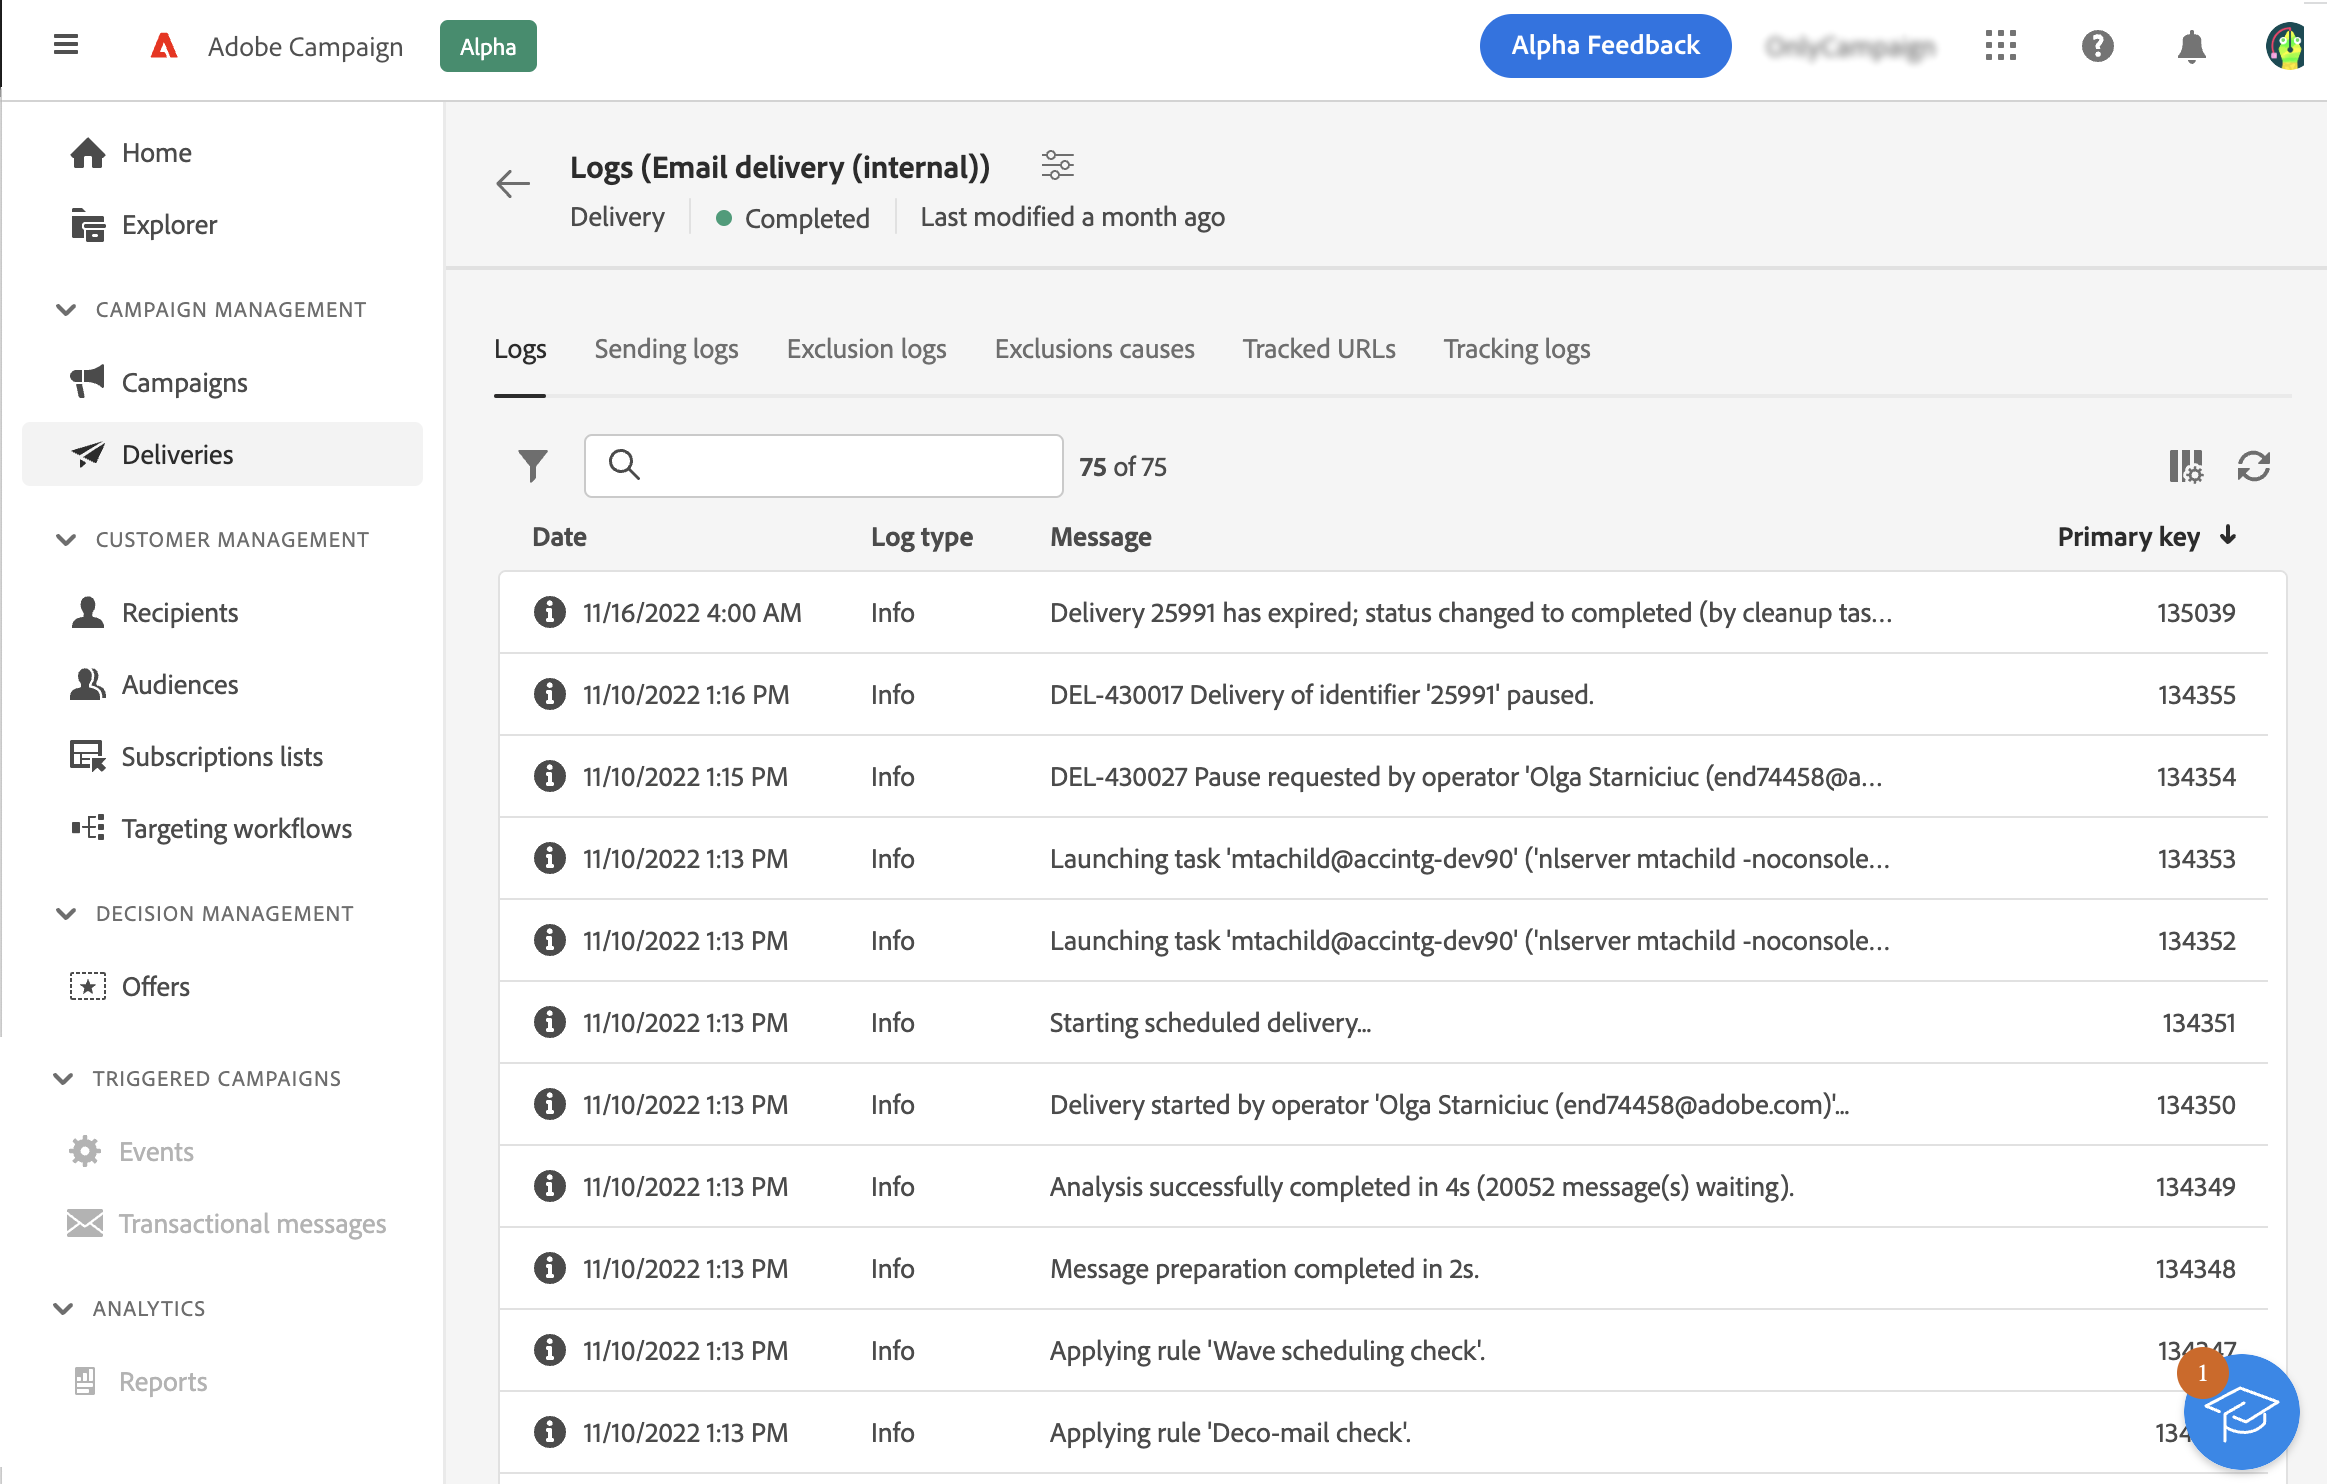 Adobe Campaign
Alpha
Alpha Feedback
Home
Explorer
CAMPAIGN MANAGEMENT
Campaigns
Deliveries
CUSTOMER MANAGEMENT
Recipients
Audiences
Subscriptions lists
Targeting workflows
DECISION MANAGEMENT
Offers
TRIGGERED CAMPAIGNS
Events
Transactional messages
ANALYTICS
Reports
Logs (Email delivery (internal))
Delivery Completed Last modified a month ago
Logs Sending logs Exclusion logs Exclusions causes Tracked URLs Tracking logs
75 of 75
Date Log type Message Primary key
11/16/2022 4:00 AM Info Delivery 25991 has expired; status changed to completed (by cleanup tas... 135039
11/10/2022 1:16 PM Info DEL-430017 Delivery of identifier '25991' paused. 134355
11/10/2022 1:15 PM Info DEL-430027 Pause requested by operator 'Olga Starniciuc (end74458@a... 134354
11/10/2022 1:13 PM Info Launching task 'mtachild@accintg-dev90' ('nlserver mtachild -noconsole... 134353
11/10/2022 1:13 PM Info Launching task 'mtachild@accintg-dev90' ('nlserver mtachild -noconsole... 134352
11/10/2022 1:13 PM Info Starting scheduled delivery... 134351
11/10/2022 1:13 PM Info Delivery started by operator 'Olga Starniciuc (end74458@adobe.com)'... 134350
11/10/2022 1:13 PM Info Analysis successfully completed in 4s (20052 message(s) waiting). 134349
11/10/2022 1:13 PM Info Message preparation completed in 2s. 134348
11/10/2022 1:13 PM Info Applying rule 'Wave scheduling check'. 134347
11/10/2022 1:13 PM Info Applying rule 'Deco-mail check'.
1